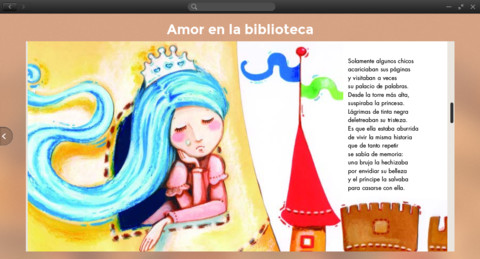 Amor en la biblioteca
Solamente algunos chicos
acariciaban sus páginas
y visitaban a veces
su palacio de palabras.
Desde la torre más alta,
suspiraba la princesa.
Lágrimas de tinta negra
deletreaban su tristeza.
Es que ella estaba aburrida
de vivir la misma historia
que de tanto repetir
se sabía de memoria:
una bruja la hechizaba
por envidiar su belleza
y el príncipe la salvaba
para casarse con ella.